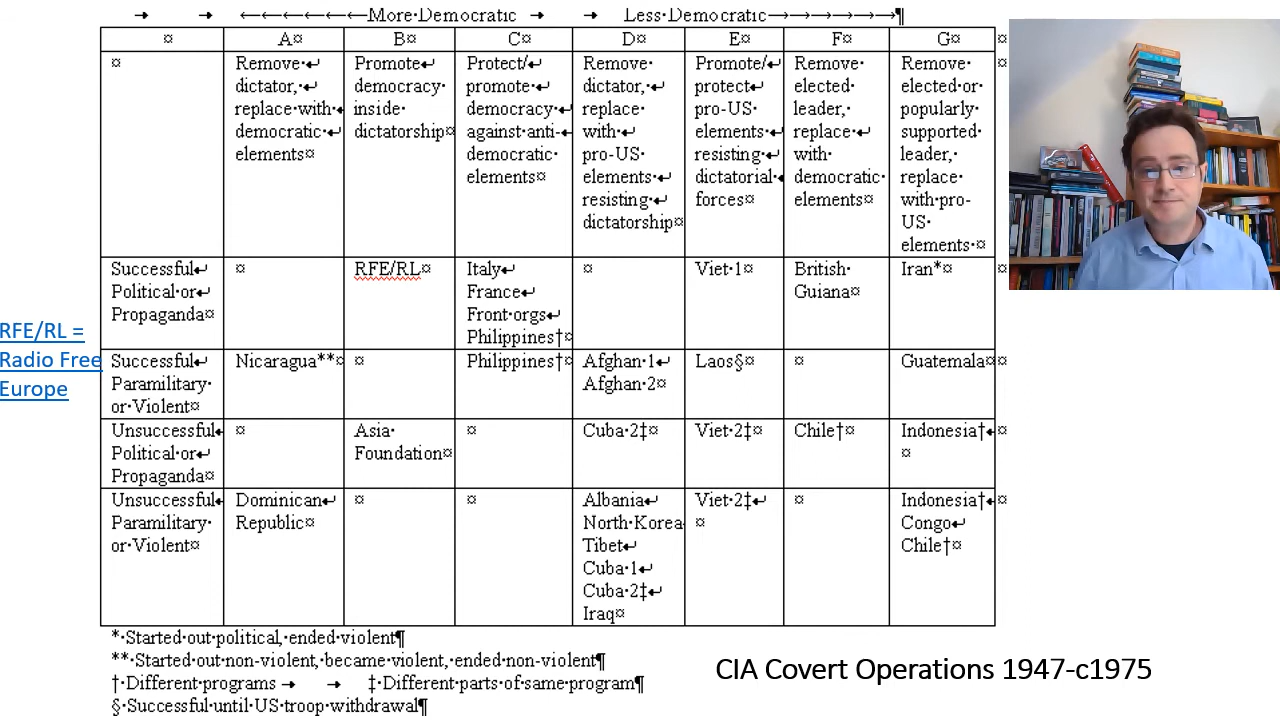 → → ←←←←←←More·Democratic → → Less·Democratic→→→→→→¶
¤ A¤ B¤ C¤ D¤ E¤ F¤ G¤ ¤
¤
Remove·↵
dictator,·↵
replace·with·↵
democratic·↵
elements¤
Promote↵
democracy·
inside·
dictatorship¤
Protect/↵
promote·
democracy·↵
against·anti-↵
democratic·
elements¤
Remove·
dictator,·↵
replace·
with·↵
pro-US·
elements·↵
resisting·↵
dictatorship¤
Promote/↵
protect↵
pro-US·
elements·↵
resisting·↵
dictatorial·↵
forces¤
Remove·
elected·
leader,·
replace·↵
with·
democratic·
elements¤
Remove·
elected·or·
popularly·
supported·
leader,·
replace·
with·pro-
US·
elements·¤
¤
Successful↵
Political·or↵
Propaganda¤
¤
RFE/RL¤
Italy↵
France↵
Front·orgs↵
Philippines†¤
¤
Viet·1¤
British·
Guiana¤
Iran*¤
¤
RFE/RL =
Radio Free
Europe
Successful↵
Paramilitary·
or·Violent¤
Nicaragua**¤
¤
Philippines†¤
Afghan·1↵
Afghan·2¤
Laos§¤
¤
Guatemala¤
¤
Unsuccessful↵
Political·or↵
Propaganda¤
¤
Asia·
Foundation¤
¤
Cuba·2‡¤
Viet·2‡¤
Chile†¤
Indonesia†↵
¤
¤
Unsuccessful↵
Paramilitary·
or·Violent¤
Dominican↵
Republic¤
¤
¤
Albania↵
North·Korea
Tibet↵
Cuba·1↵
Cuba·2‡↵
Iraq¤
Viet·2‡↵
¤
¤
Indonesia†↵
Congo↵
Chile†¤
¤
*·Started·out·political,·ended·violent¶
**·Started·out·non-violent,·became·violent,·ended·non-violent¶
†·Different·programs → → ‡·Different·parts·of·same·program¶
§·Successful·until·US·troop·withdrawal¶
CIA Covert Operations 1947-c1975